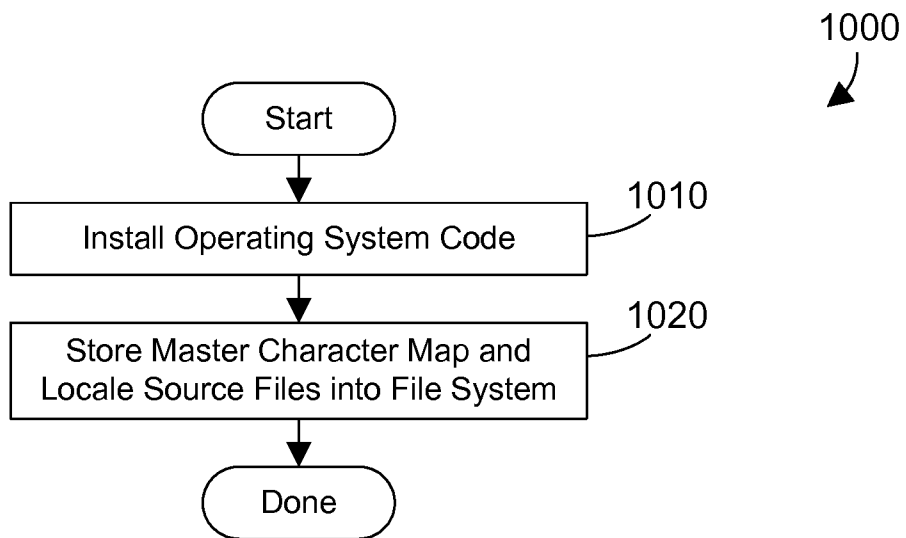 1000
Start
1010
Install Operating System Code
1020
Store Master Character Map and
Locale Source Files into File System
Done